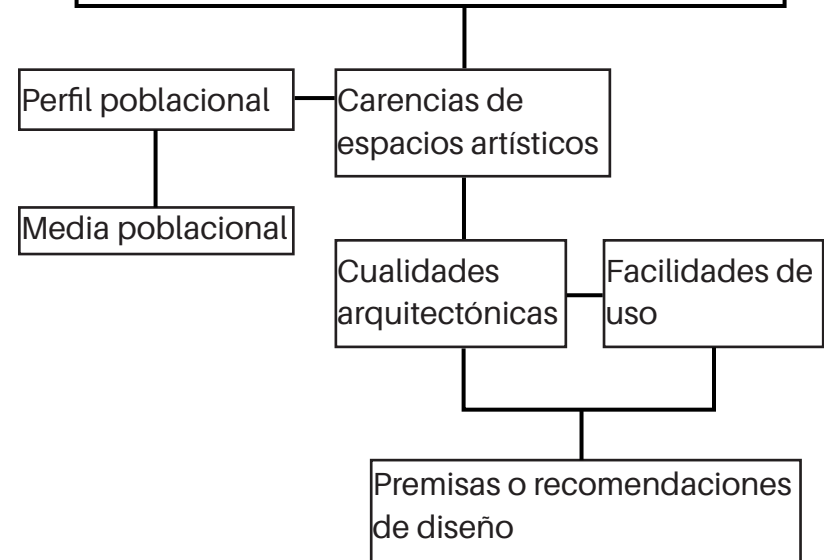 Perfil poblacional
Carencias de
espacios artísticos
Media poblacional
Cualidades
arquitectónicas
Facilidades de
uso
Premisas o recomendaciones
de diseño